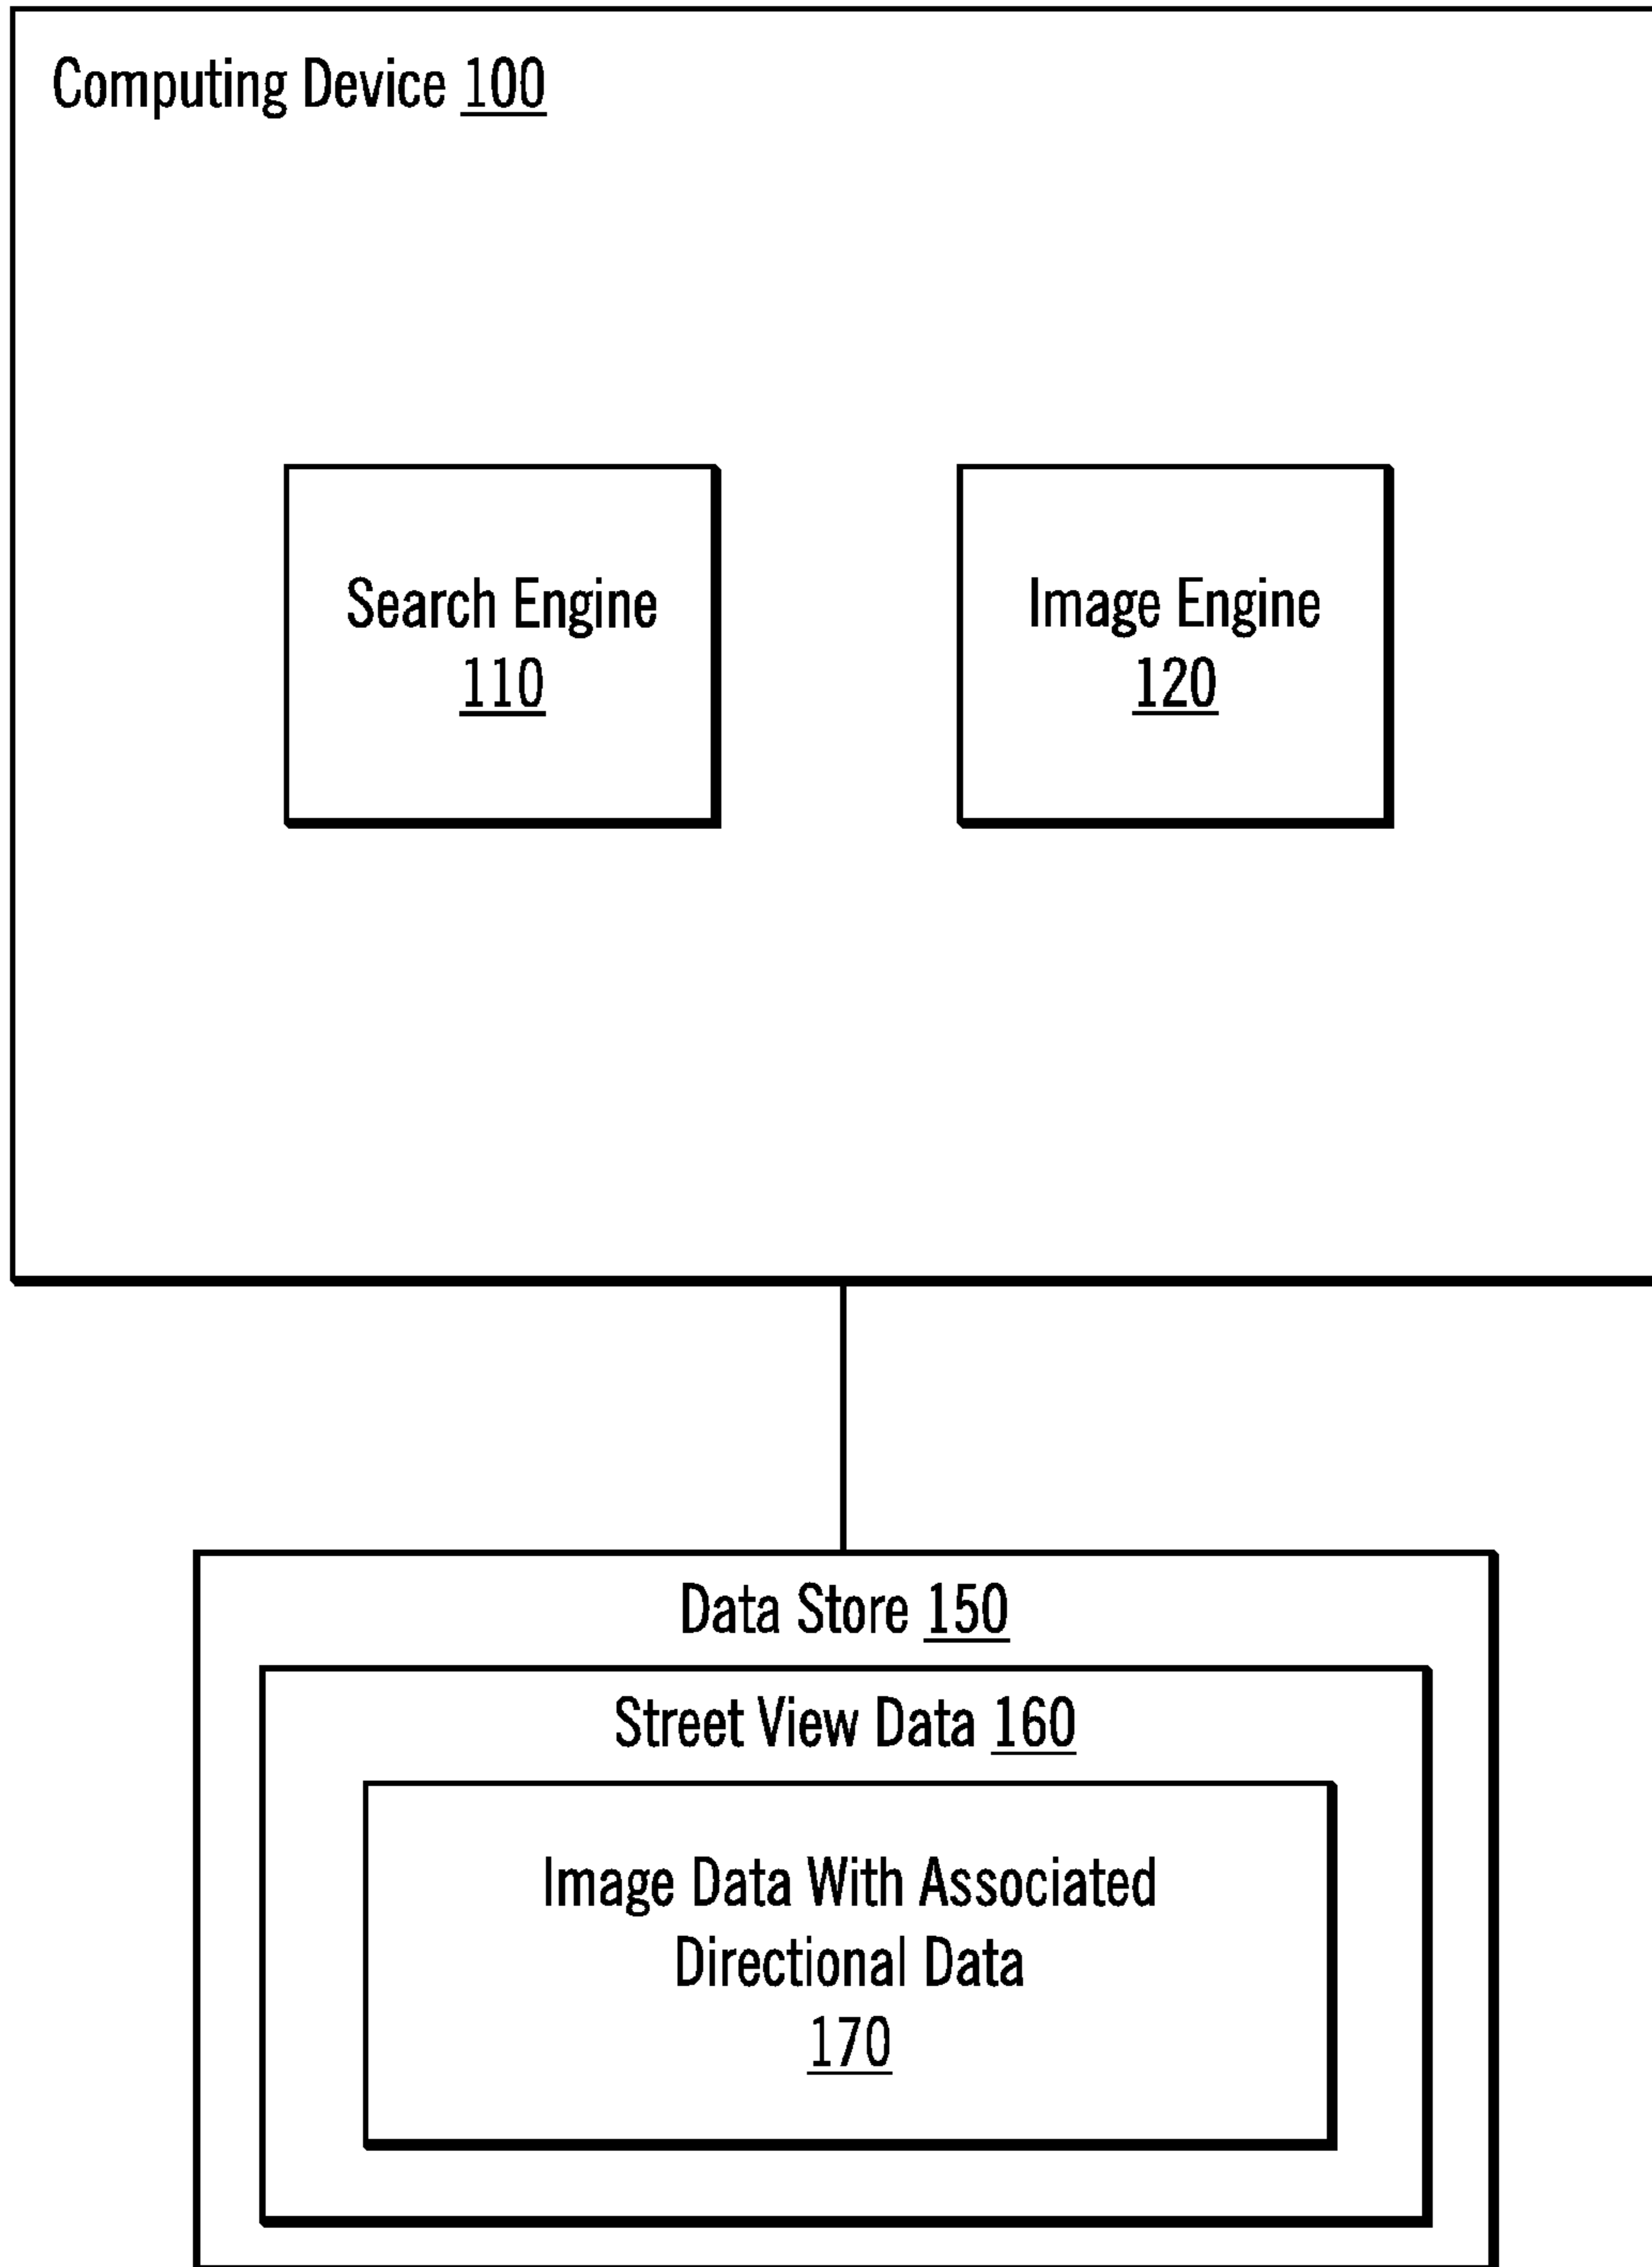 Computing Device 100
Search Engine
110
Image Engine
120
Data Store 150
Street View Data 160
Image Data With Associated
Directional Data
170